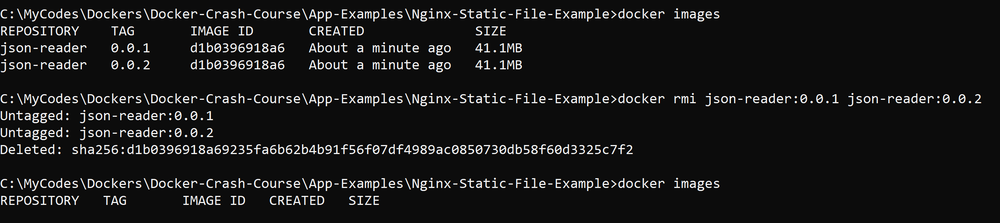 C:\MyCodes\Dockers\Docker-Crash-Course\App-Examples\Nginx-Static-File-Example>docker images
REPOSITORY    TAG       IMAGE ID       CREATED              SIZE
json-reader   0.0.1     d1b0396918a6   About a minute ago   41.1MB
json-reader   0.0.2     d1b0396918a6   About a minute ago   41.1MB
C:\MyCodes\Dockers\Docker-Crash-Course\App-Examples\Nginx-Static-File-Example>docker rmi json-reader:0.0.1 json-reader:0.0.2
Untagged: json-reader:0.0.1
Untagged: json-reader:0.0.2
Deleted: sha256:d1b0396918a69235fa6b62b4b91f56f07df4989ac0850730db58f60d3325c7f2
C:\MyCodes\Dockers\Docker-Crash-Course\App-Examples\Nginx-Static-File-Example>docker images
REPOSITORY   TAG       IMAGE ID   CREATED   SIZE